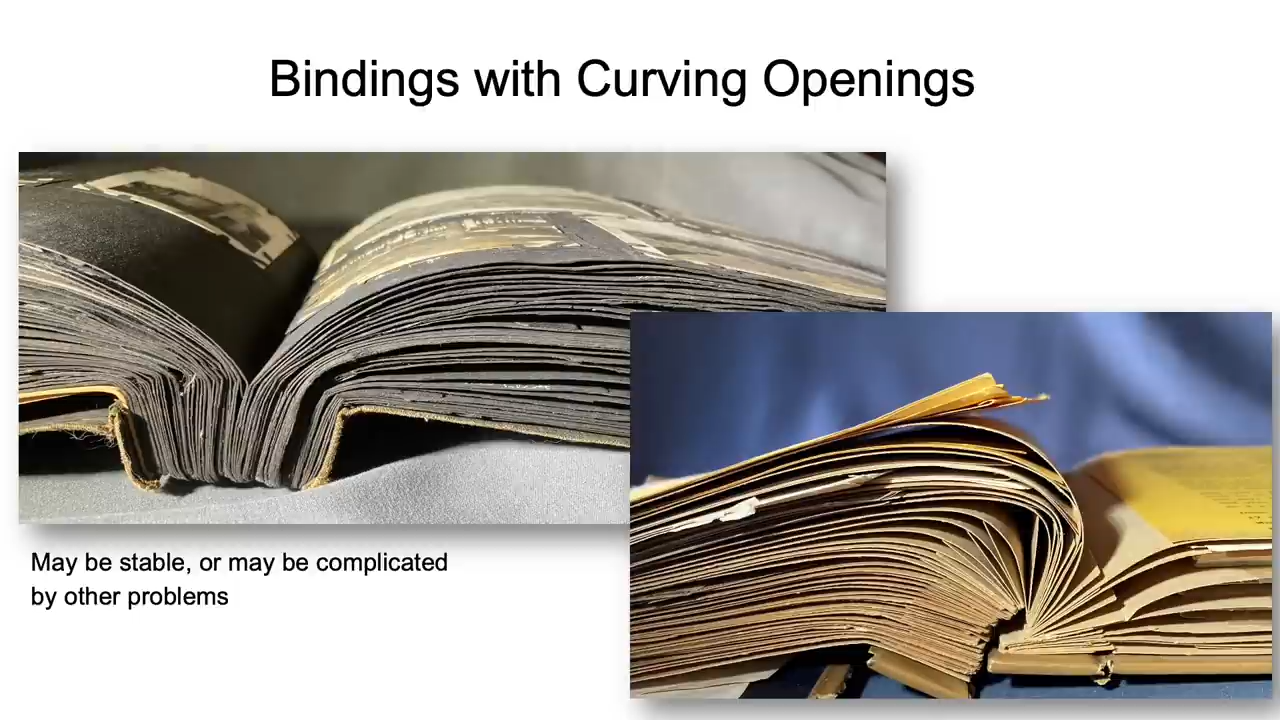 Bindings with Curving Openings
May be stable, or may be complicated
by other problems